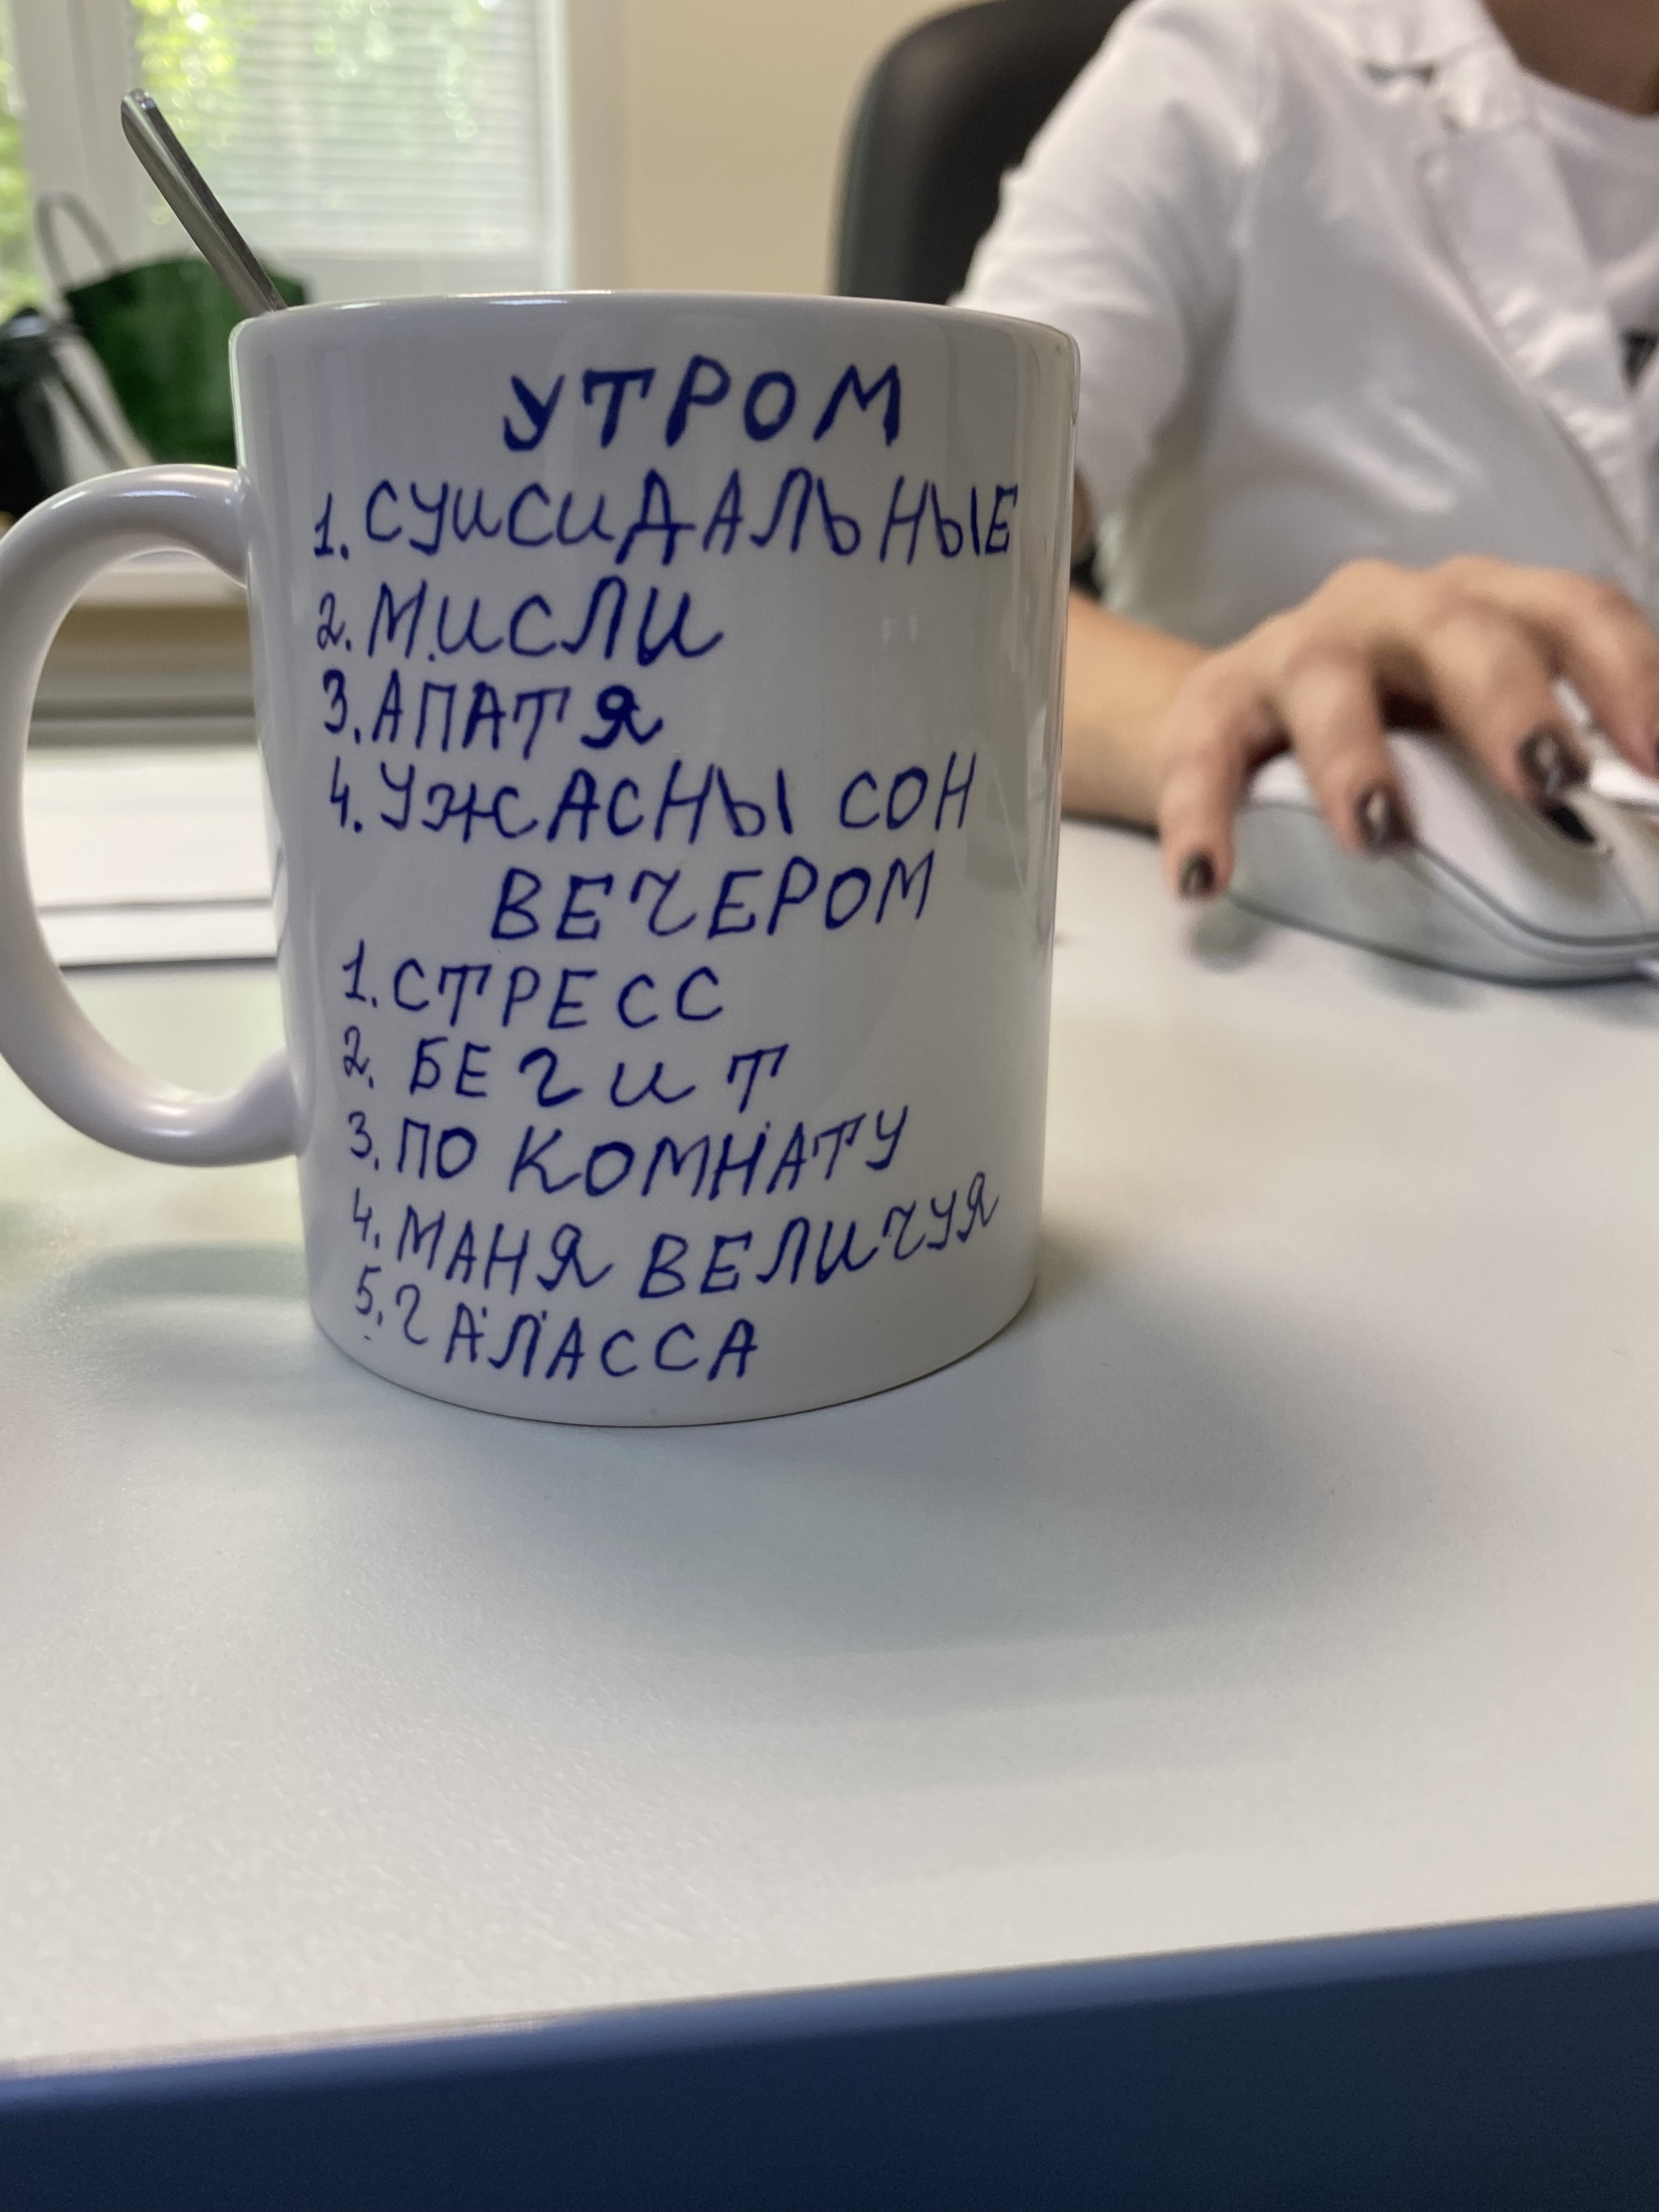 УТРОМ
1. СУИСИДАЛЬНЫЕ
2. МИСЛИ
3. АПАТЯ
4. УЖАСНЫ СОН
ВЕЧЕРОМ
1. СТРЕСС
2. БЕГИТ
3. ПО КОМНАТУ
4. МАНЯ ВЕЛИЧУЯ
5. ГАЛАССА